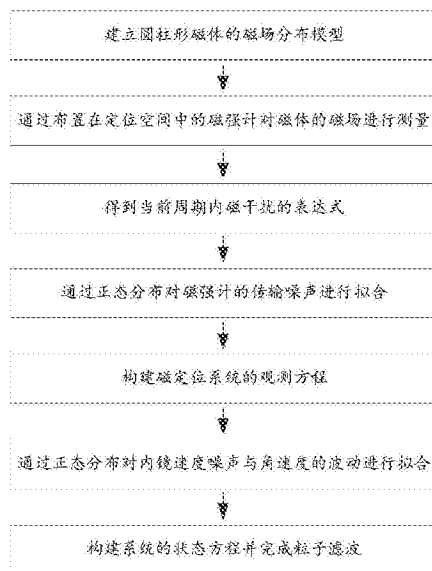 建立圆柱形磁体的磁场分布模型
通过布置在定位空间中的磁强计对磁体的磁场进行测量
得到当前周期内磁干扰的表达式
通过正态分布对磁强计的传输噪声进行拟合
构建磁定位系统的观测方程
通过正态分布对内镜速度噪声与角速度的波动进行拟合
构建系统的状态方程并完成粒子滤波